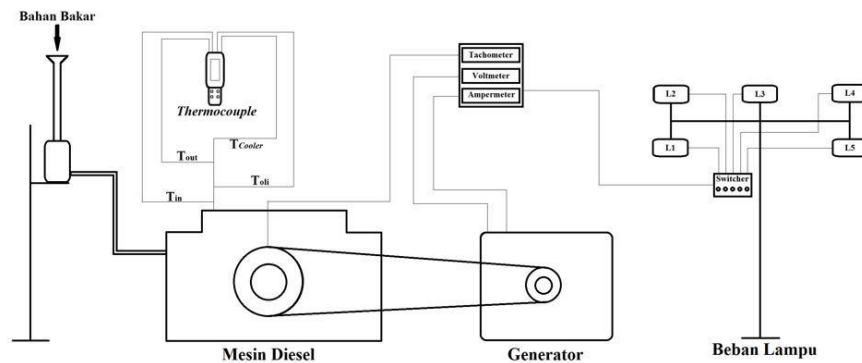 Bahan Bakar
Thermocouple
Tachometer
Voltmeter
Ampermeter
L2
L3
L4
L1
L5
TCooler
Tout
Toli
Tin
Switcher
Mesin Diesel
Generator
Beban Lampu